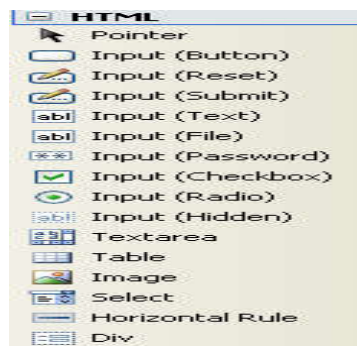 HTML
Pointer
Input (Button)
Input (Reset)
Input (Submit)
Input (Text)
Input (File)
Input (Password)
Input (Checkbox)
Input (Radio)
Input (Hidden)
Textarea
Table
Image
Select
Horizontal Rule
Div